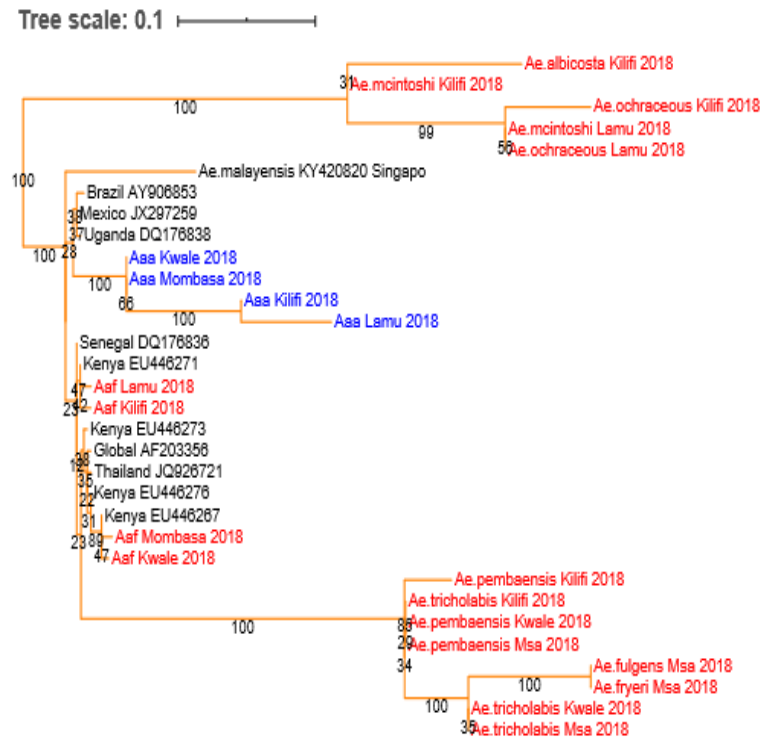 Tree scale: 0.1
Ae.albicosta Kilifi 2018
31
Ae.mcintoshi Kilifi 2018
100
Ae.ochraceous Kilifi 2018
99
Ae.mcintoshi Lamu 2018
56
Ae.ochraceous Lamu 2018
100
Ae.malayensis KY420820 Singapo
Brazil AY906853
38
Mexico JX297259
37
Uganda DQ176838
100
28
Aaa Kwale 2018
100
Aaa Mombasa 2018
66
Aaa Kilifi 2018
100
Aaa Lamu 2018
Senegal DQ176836
Kenya EU446271
47
Aaf Lamu 2018
23
Aaf Kilifi 2018
Kenya EU446273
Global AF203356
Thailand JQ926721
35
Kenya EU446276
22
Kenya EU446267
31
Aaf Mombasa 2018
23
89
47
Aaf Kwale 2018
Ae.pembaensis Kilifi 2018
Ae.tricholabis Kilifi 2018
100
Ae.pembaensis Kwale 2018
29
Ae.pembaensis Msa 2018
34
Ae.fulgens Msa 2018
100
Ae.fryeri Msa 2018
100
Ae.tricholabis Kwale 2018
35
Ae.tricholabis Msa 2018